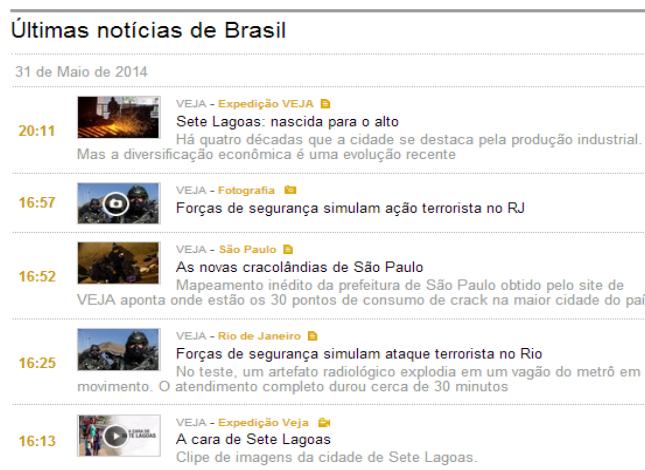 Últimas notícias de Brasil
31 de Maio de 2014
20:11
VEJA - Expedição VEJA
Sete Lagoas: nascida para o alto
Há quatro décadas que a cidade se destaca pela produção industrial.
Mas a diversificação econômica é uma evolução recente
16:57
VEJA - Fotografia
Forças de segurança simulam ação terrorista no RJ
16:52
VEJA - São Paulo
As novas cracolândias de São Paulo
Mapeamento inédito da prefeitura de São Paulo obtido pelo site de
VEJA aponta onde estão os 30 pontos de consumo de crack na maior cidade do paí
16:25
VEJA - Rio de Janeiro
Forças de segurança simulam ataque terrorista no Rio
No teste, um artefato radiológico explodia em um vagão do metrô em
movimento. O atendimento completo durou cerca de 30 minutos
16:13
A CARA DE
SETE LAGOAS
VEJA - Expedição Veja
A cara de Sete Lagoas
Clipe de imagens da cidade de Sete Lagoas.